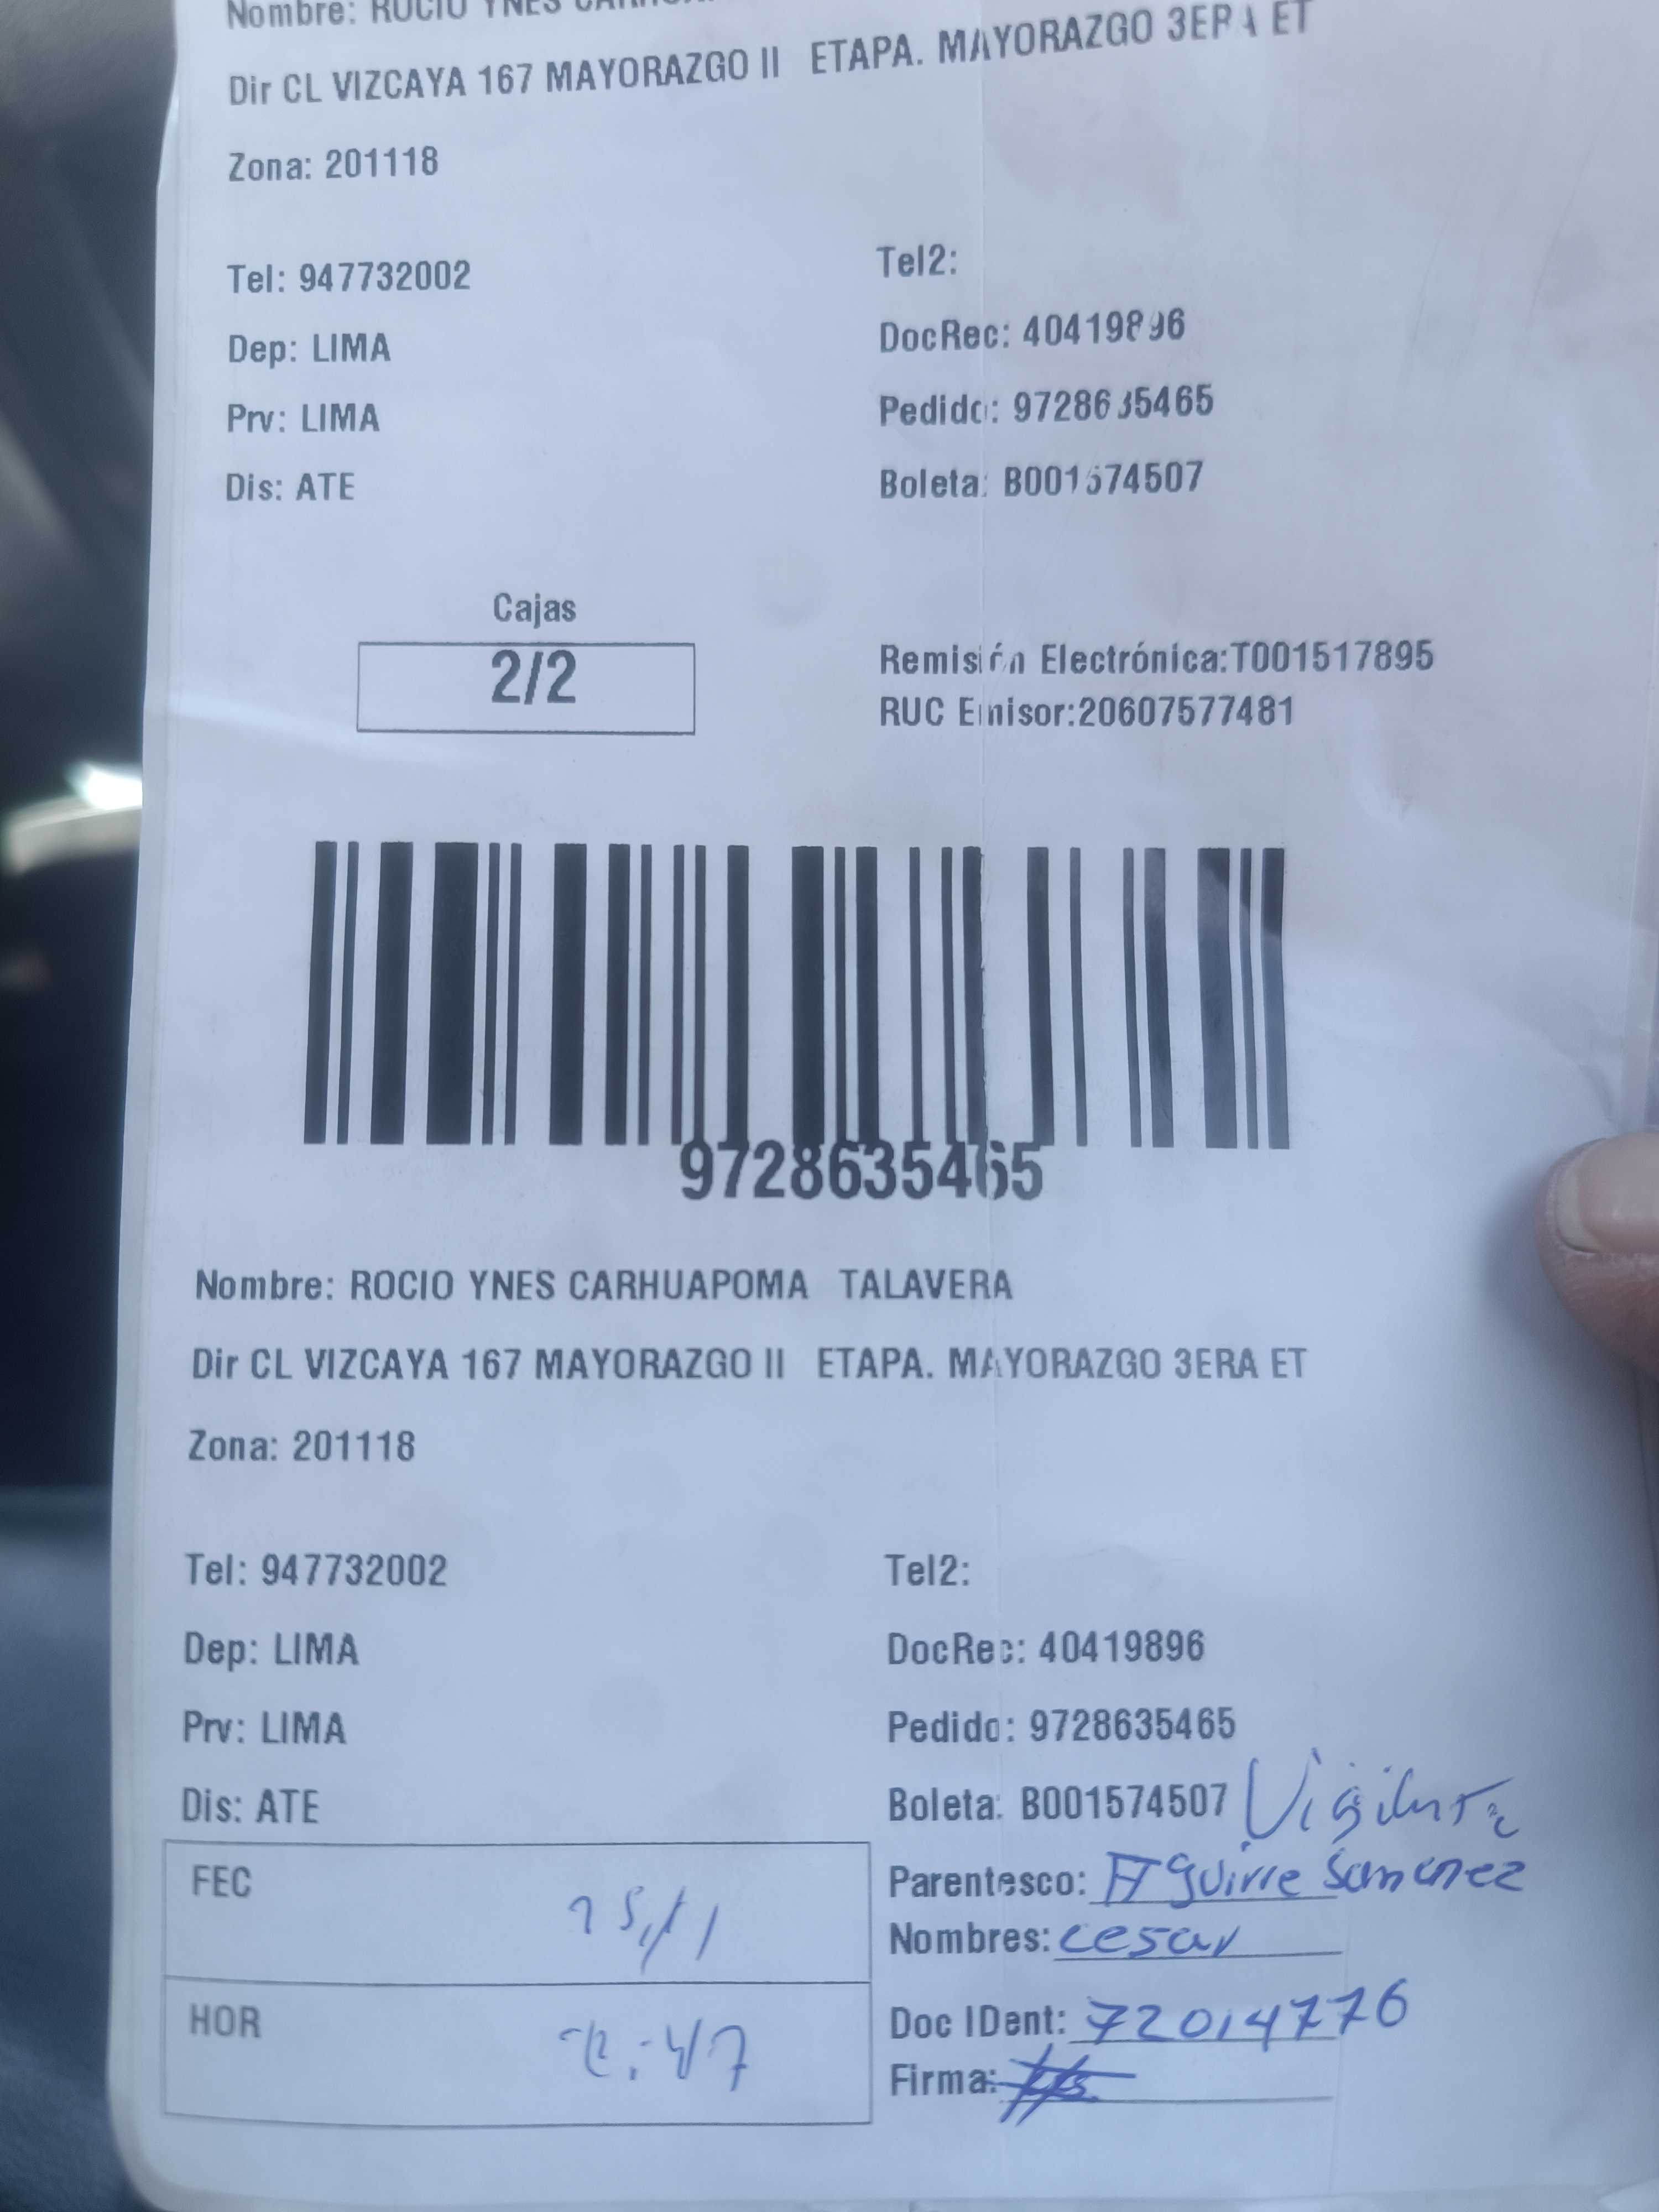 Nombre: ROCIO YNES
Dir CL VIZCAYA 167 MAYORAZGO II ETAPA. MAYORAZGO 3ERA ET
Zona: 201118
Tel: 947732002 Tel2:
Dep: LIMA DocRec: 40419896
Prv: LIMA Pedido: 9728635465
Dis: ATE Boleta: B001574507
Cajas
2/2
Remisión Electrónica:T001517895
RUC Emisor:20607577481
9728635465
Nombre: ROCIO YNES CARHUAPOMA TALAVERA
Dir CL VIZCAYA 167 MAYORAZGO II ETAPA. MAYORAZGO 3ERA ET
Zona: 201118
Tel: 947732002 Tel2:
Dep: LIMA DocRec: 40419896
Prv: LIMA Pedido: 9728635465
Dis: ATE Boleta: B001574507
FEC Parentesco: Aguirre
Nombres: cesar
HOR Doc IDent: 72014776
Firma: